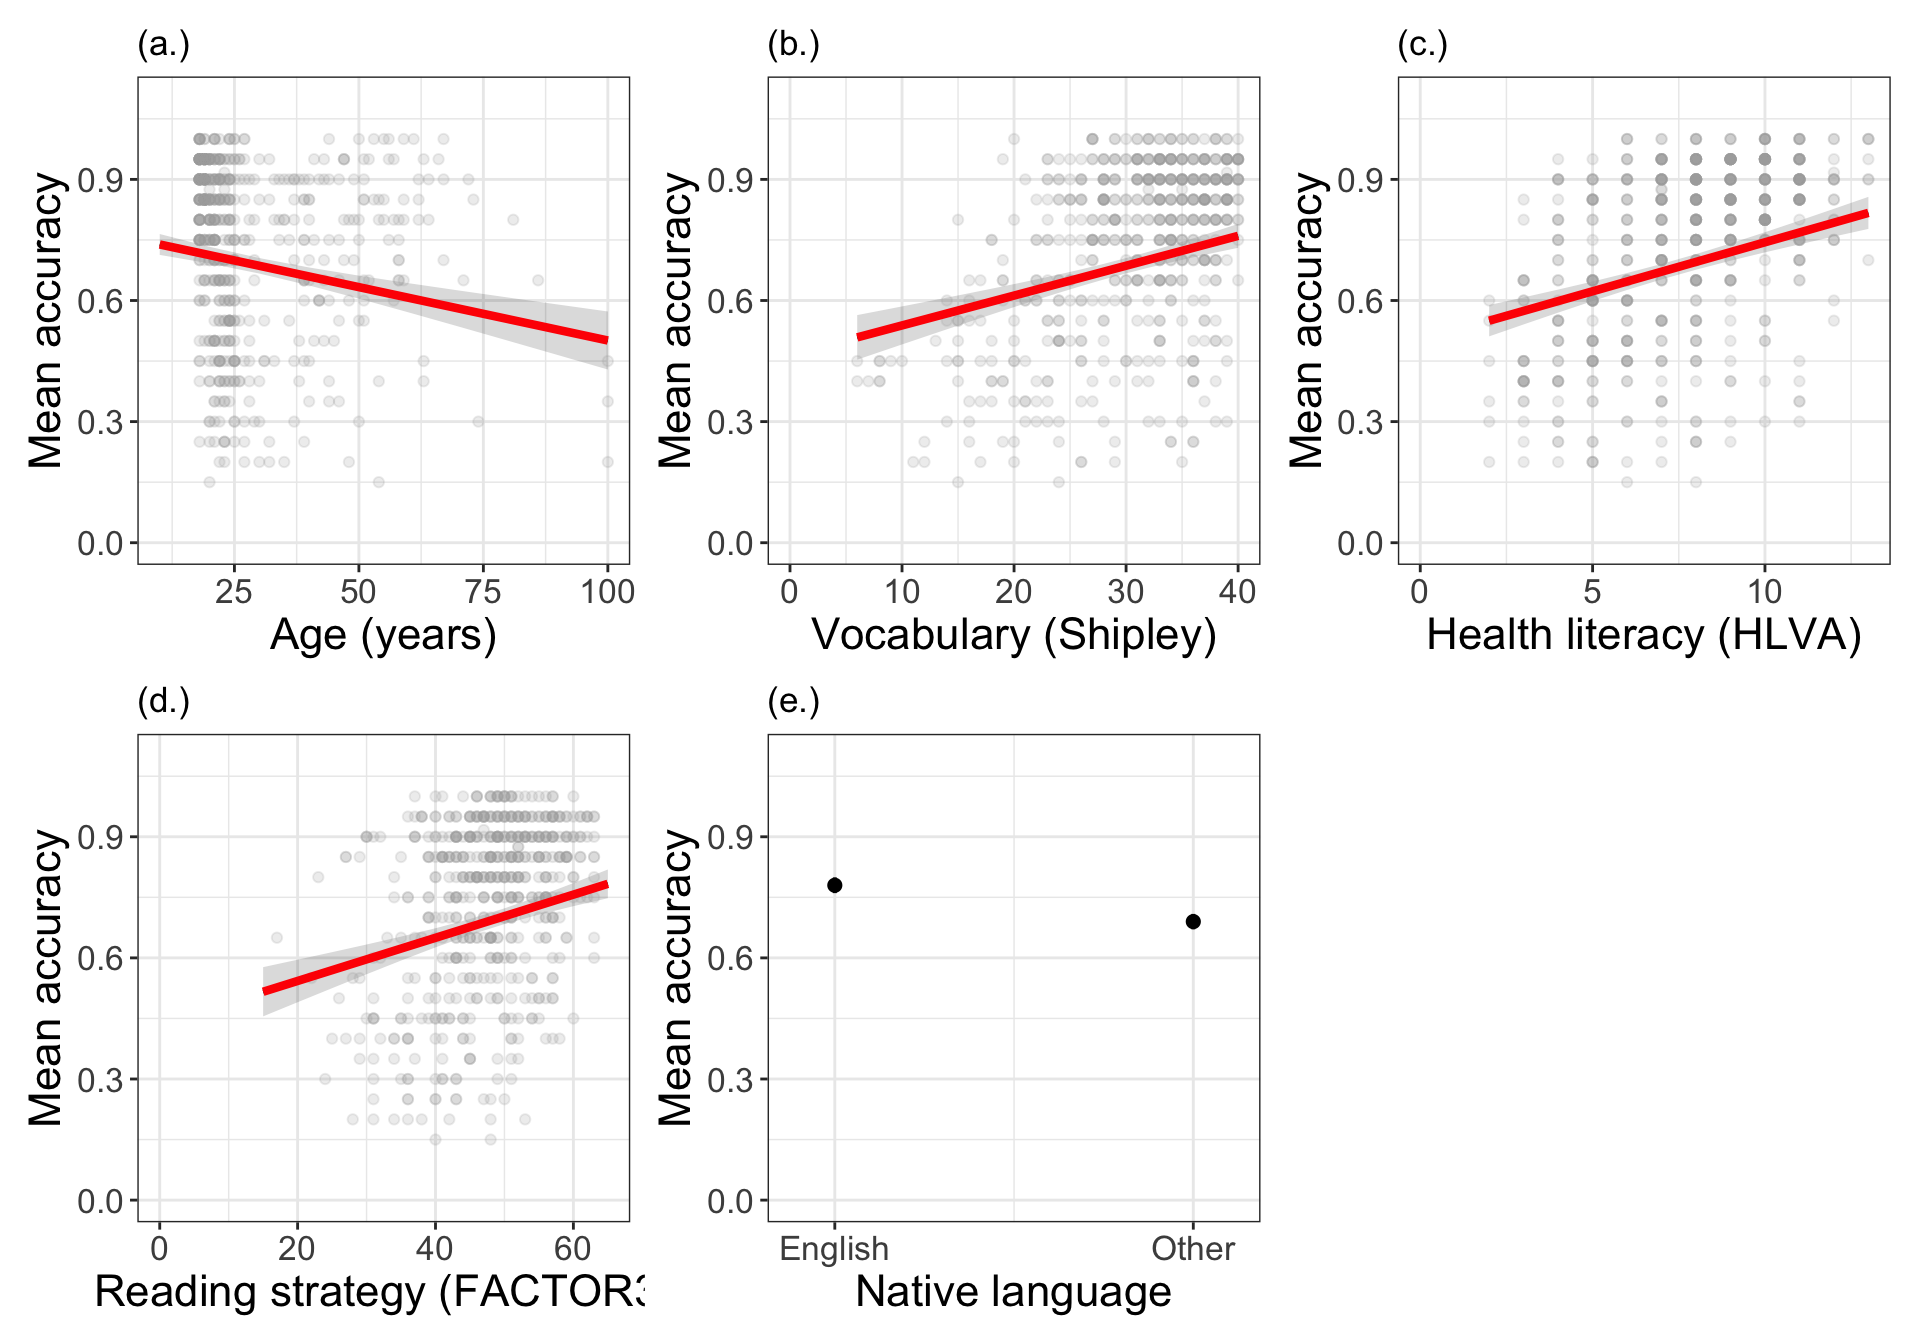 (a.)
Mean accuracy
0.9
0.6
0.3
0.0
25 50 75 100
Age (years)
(b.)
Mean accuracy
0.9
0.6
0.3
0.0
0 10 20 30 40
Vocabulary (Shipley)
(c.)
Mean accuracy
0.9
0.6
0.3
0.0
0 5 10
Health literacy (HLVA)
(d.)
Mean accuracy
0.9
0.6
0.3
0.0
0 20 40 60
Reading strategy (FACTOR3
(e.)
Mean accuracy
0.9
0.6
0.3
0.0
English Other
Native language